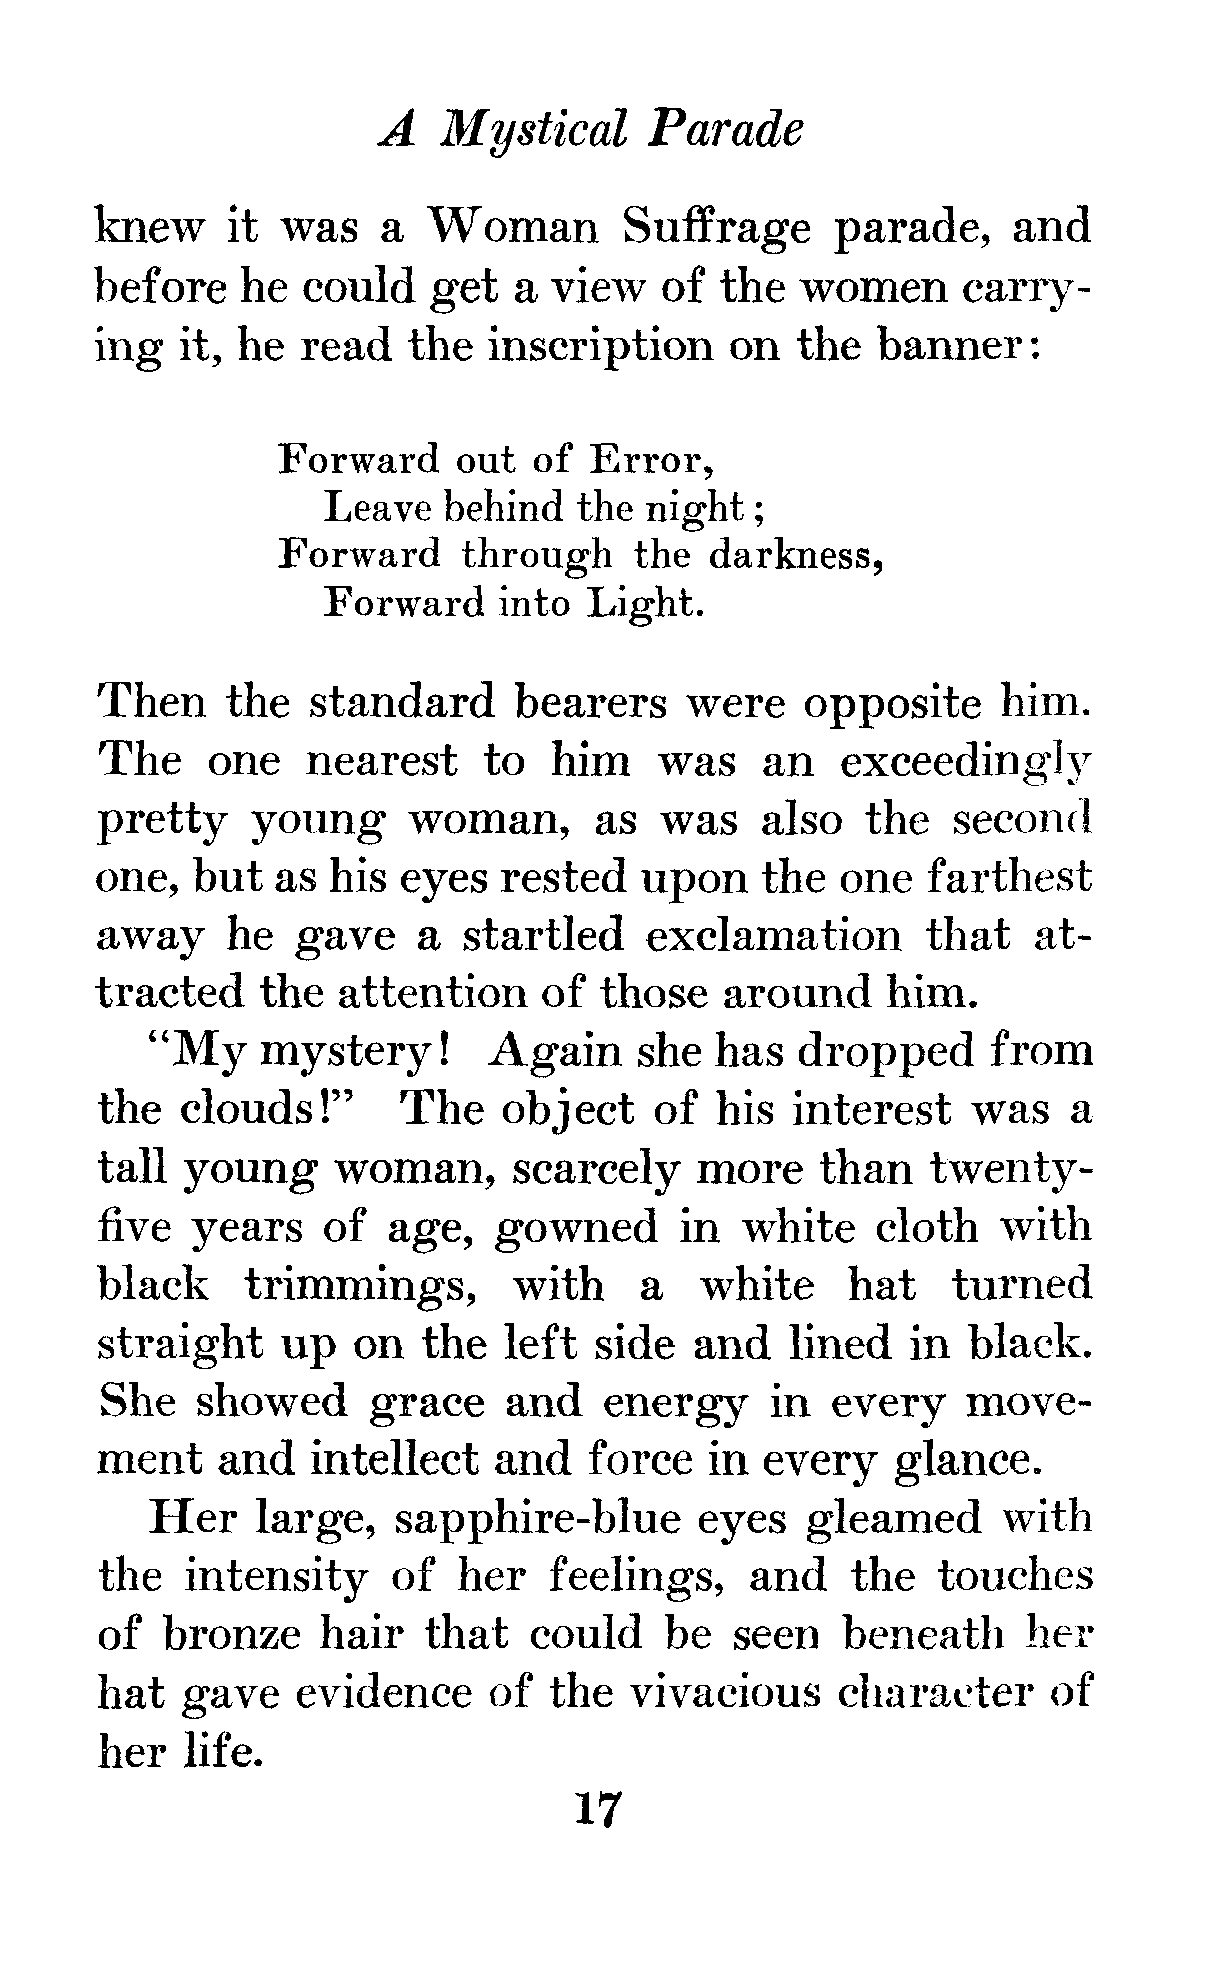 A Mystical Parade
knew it was a Woman Suffrage parade, and
before he could get a view of the women carry-
ing it, he read the inscription on the banner:
Forward out of Error,
Leave behind the night;
Forward through the darkness,
Forward into Light.
Then the standard bearers were opposite him.
The one nearest to him was an exceedingly
pretty young woman, as was also the second
one, but as his eyes rested upon the one farthest
away he gave a startled exclamation that at-
tracted the attention of those around him.
"My mystery! Again she has dropped from
the clouds!" The object of his interest was a
tall young woman, scarcely more than twenty-
five years of age, gowned in white cloth with
black trimmings, with a white hat turned
straight up on the left side and lined in black.
She showed grace and energy in every move-
ment and intellect and force in every glance.
Her large, sapphire-blue eyes gleamed with
the intensity of her feelings, and the touches
of bronze hair that could be seen beneath her
hat gave evidence of the vivacious character of
her life.
17